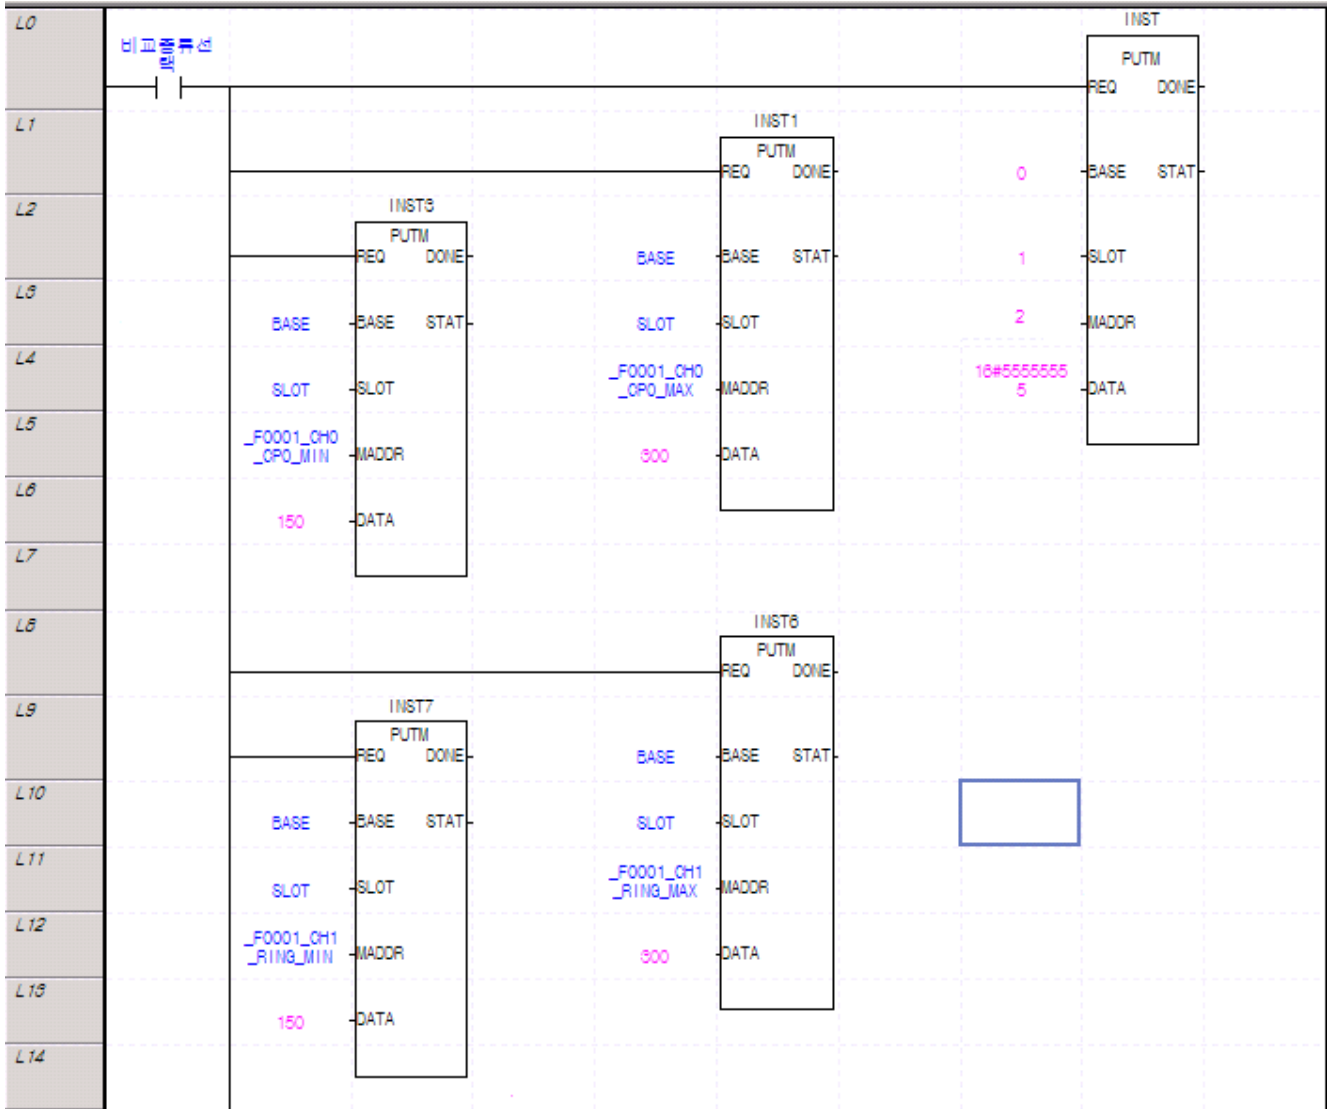 L0
INST
비교종류선
택
PUTM
REQ DONE
L1
INST1
PUTM
REQ DONE
0
BASE STAT
L2
INST3
PUTM
REQ DONE
BASE
BASE STAT
1
SLOT
L3
BASE
BASE STAT
SLOT
SLOT
2
MADDR
L4
SLOT
SLOT
_F0001_CH0
_CP0_MAX
MADDR
16#5555555
5
DATA
L5
_F0001_CH0
_CP0_MIN
MADDR
300
DATA
L6
150
DATA
L7
L8
INST6
PUTM
REQ DONE
L9
INST7
PUTM
REQ DONE
BASE
BASE STAT
L10
BASE
BASE STAT
SLOT
SLOT
L11
SLOT
SLOT
_F0001_CH1
_RING_MAX
MADDR
L12
_F0001_CH1
_RING_MIN
MADDR
300
DATA
L13
150
DATA
L14